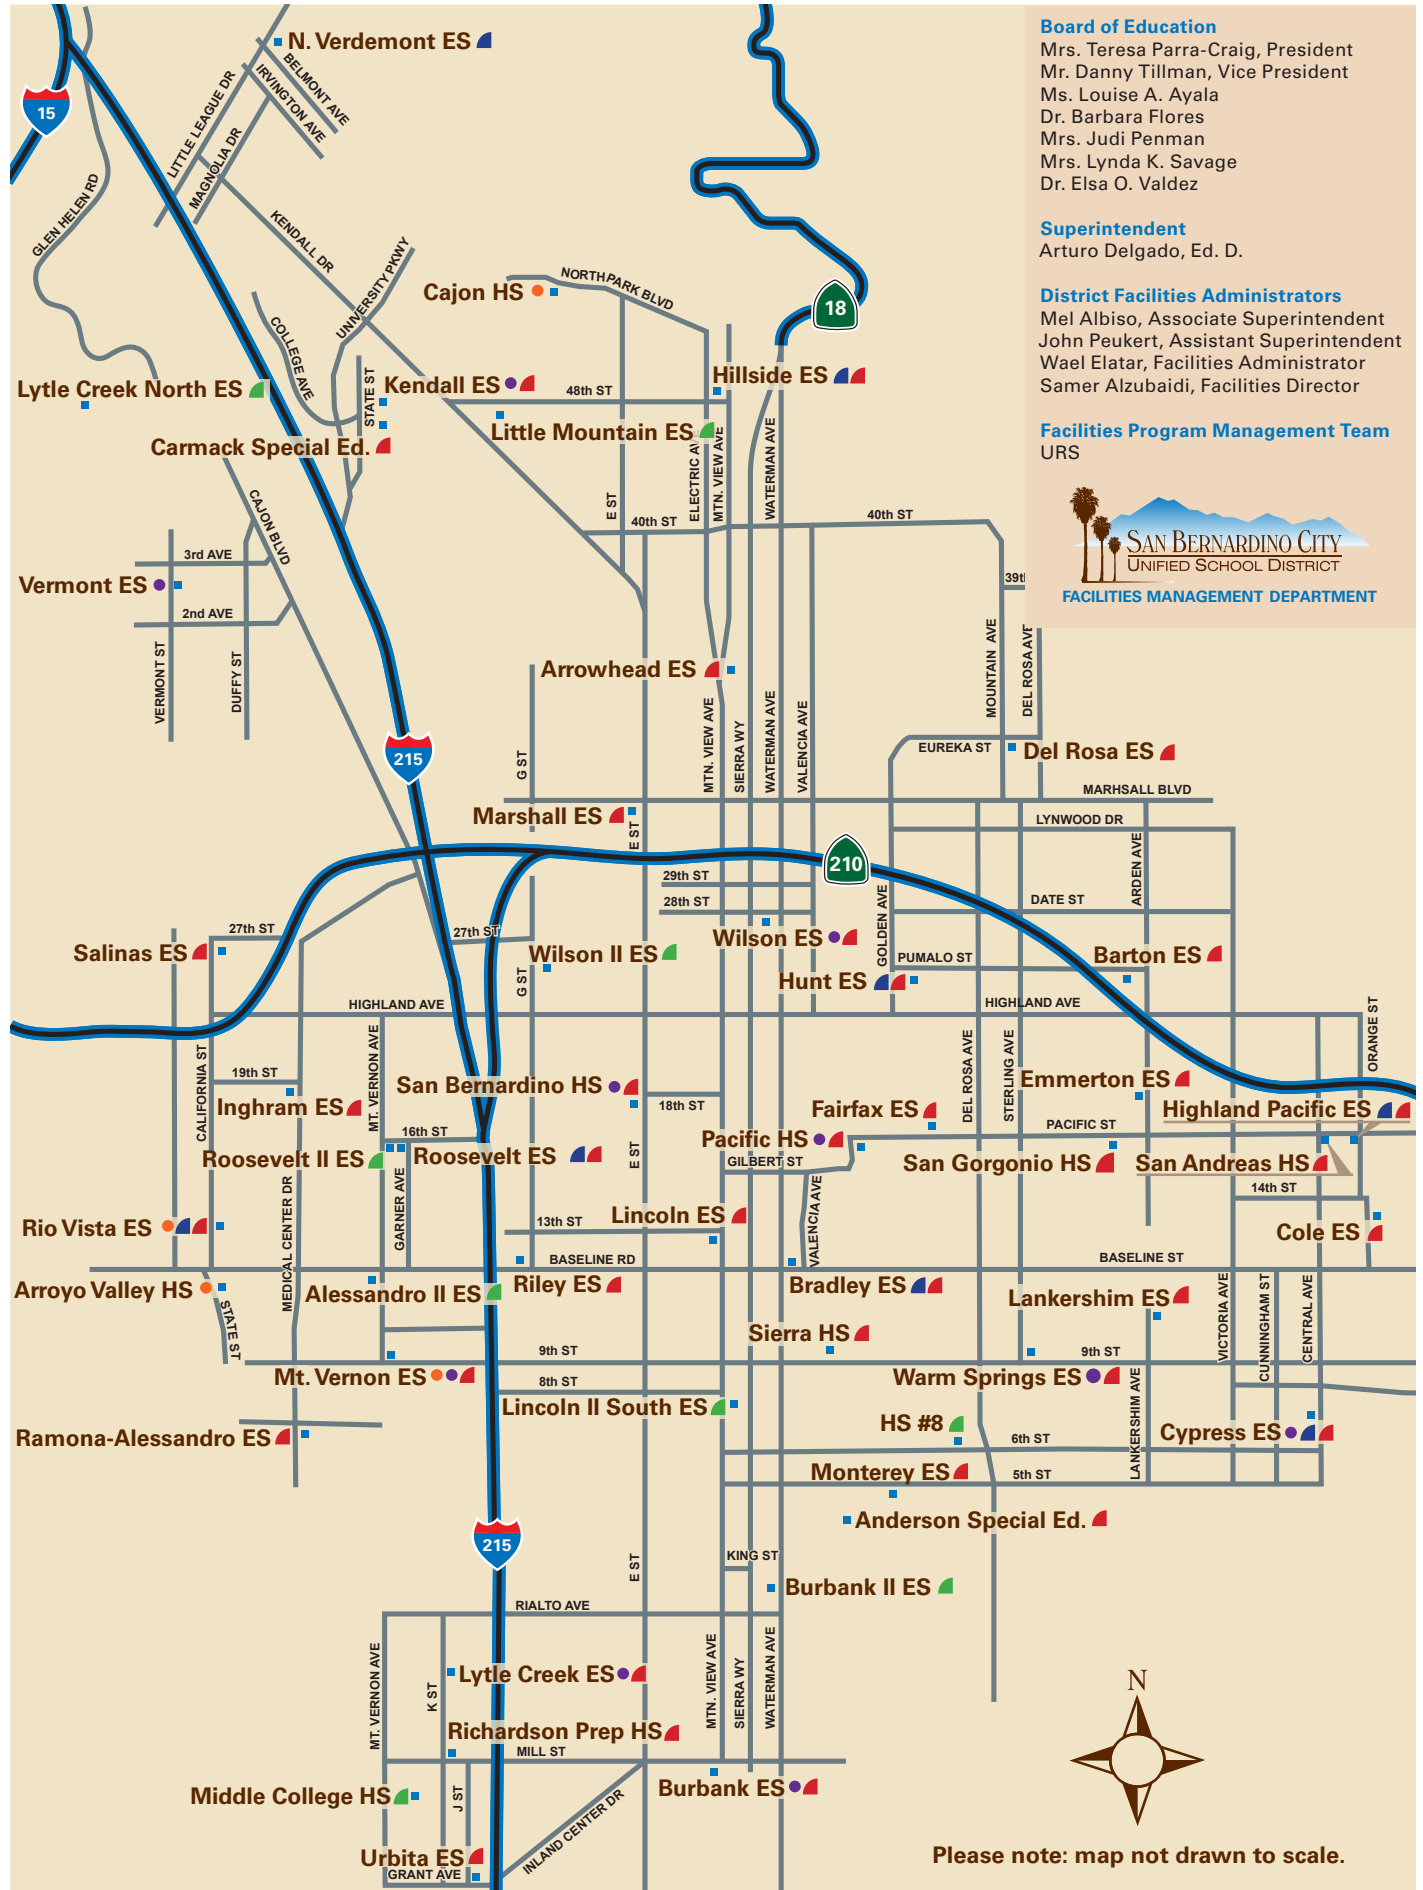 N. Verdemont ES
BELMONT AVE
IRVINGTON AVE
LITTLE LEAGUE DR
MAGNOLIA DR
15
GLEN HELEN RD
KENDALL DR
UNIVERSITY PKWY
Cajon HS
NORTHPARK BLVD
18
COLLEGE AVE
Lytle Creek North ES
STATE ST
Kendall ES
48th ST
Hillside ES
Little Mountain ES
Carmack Special Ed.
ELECTRIC AVE
MTN. VIEW AVE
WATERMAN AVE
E ST
CAJON BLVD
40th ST
40th ST
3rd AVE
Vermont ES
2nd AVE
VERMONT ST
DUFFY ST
39t
MOUNTAIN AVE
DEL ROSA AVE
Arrowhead ES
215
G ST
MTN. VIEW AVE
SIERRA WY
WATERMAN AVE
VALENCIA AVE
EUREKA ST
Del Rosa ES
MARHSALL BLVD
Marshall ES
E ST
LYNWOOD DR
210
ARDEN AVE
29th ST
28th ST
GOLDEN AVE
DATE ST
27th ST
27th ST
Salinas ES
Wilson II ES
Wilson ES
PUMALO ST
Barton ES
G ST
Hunt ES
HIGHLAND AVE
HIGHLAND AVE
ORANGE ST
MT. VERNON AVE
CALIFORNIA ST
19th ST
San Bernardino HS
DEL ROSA AVE
STERLING AVE
Emmerton ES
Inghram ES
18th ST
Fairfax ES
Highland Pacific ES
16th ST
PACIFIC ST
Pacific HS
Roosevelt II ES
Roosevelt ES
E ST
GILBERT ST
San Gorgonio HS
San Andreas HS
14th ST
MEDICAL CENTER DR
GARNER AVE
VALENCIA AVE
Rio Vista ES
13th ST
Lincoln ES
Cole ES
BASELINE RD
BASELINE ST
Arroyo Valley HS
STATE ST
Alessandro II ES
Riley ES
Bradley ES
Lankershim ES
VICTORIA AVE
CUNNINGHAM ST
CENTRAL AVE
Sierra HS
9th ST
9th ST
Mt. Vernon ES
8th ST
Warm Springs ES
LANKERSHIM AVE
Lincoln II South ES
HS #8
Ramona-Alessandro ES
6th ST
Cypress ES
Monterey ES
5th ST
Anderson Special Ed.
215
E ST
KING ST
Burbank II ES
RIALTO AVE
MT. VERNON AVE
K ST
Lytle Creek ES
MTN. VIEW AVE
SIERRA WY
WATERMAN AVE
Richardson Prep HS
MILL ST
Middle College HS
J ST
Burbank ES
INLAND CENTER DR
Urbita ES
GRANT AVE
N
Please note: map not drawn to scale.
Board of Education
Mrs. Teresa Parra-Craig, President
Mr. Danny Tillman, Vice President
Ms. Louise A. Ayala
Dr. Barbara Flores
Mrs. Judi Penman
Mrs. Lynda K. Savage
Dr. Elsa O. Valdez
Superintendent
Arturo Delgado, Ed. D.
District Facilities Administrators
Mel Albiso, Associate Superintendent
John Peukert, Assistant Superintendent
Wael Elatar, Facilities Administrator
Samer Alzubaidi, Facilities Director
Facilities Program Management Team
URS
SAN BERNARDINO CITY
UNIFIED SCHOOL DISTRICT
FACILITIES MANAGEMENT DEPARTMENT